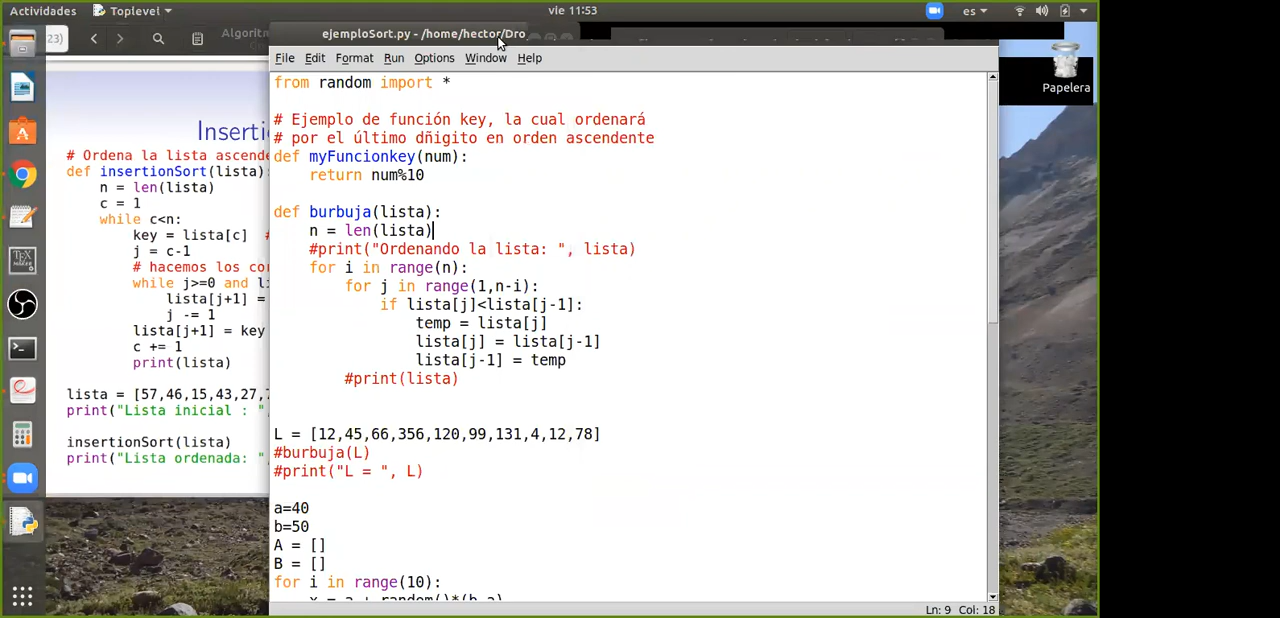 Actividades
Toplevel
vie 11:53
es
23)
Algorit
ejemploSort.py - /home/hector/Dro
File Edit Format Run Options Window Help
Papelera
Inserti
# Ordena la lista ascende
def insertionSort(lista):
n = len(lista)
c = 1
while c<n:
key = lista[c] #
j = c-1
# hacemos los cor
while j>=0 and li
lista[j+1] =
j -= 1
lista[j+1] = key
c += 1
print(lista)
lista = [57,46,15,43,27,7
print("Lista inicial : "
insertionSort(lista)
print("Lista ordenada: "
from random import *
# Ejemplo de función key, la cual ordenará
# por el último dñigito en orden ascendente
def myFuncionkey(num):
return num%10
def burbuja(lista):
n = len(lista)
#print("Ordenando la lista: ", lista)
for i in range(n):
for j in range(1,n-i):
if lista[j]<lista[j-1]:
temp = lista[j]
lista[j] = lista[j-1]
lista[j-1] = temp
#print(lista)
L = [12,45,66,356,120,99,131,4,12,78]
#burbuja(L)
#print("L = ", L)
a=40
b=50
A = []
B = []
for i in range(10):
x = a + random()*(b-a)
Ln: 9 Col: 18